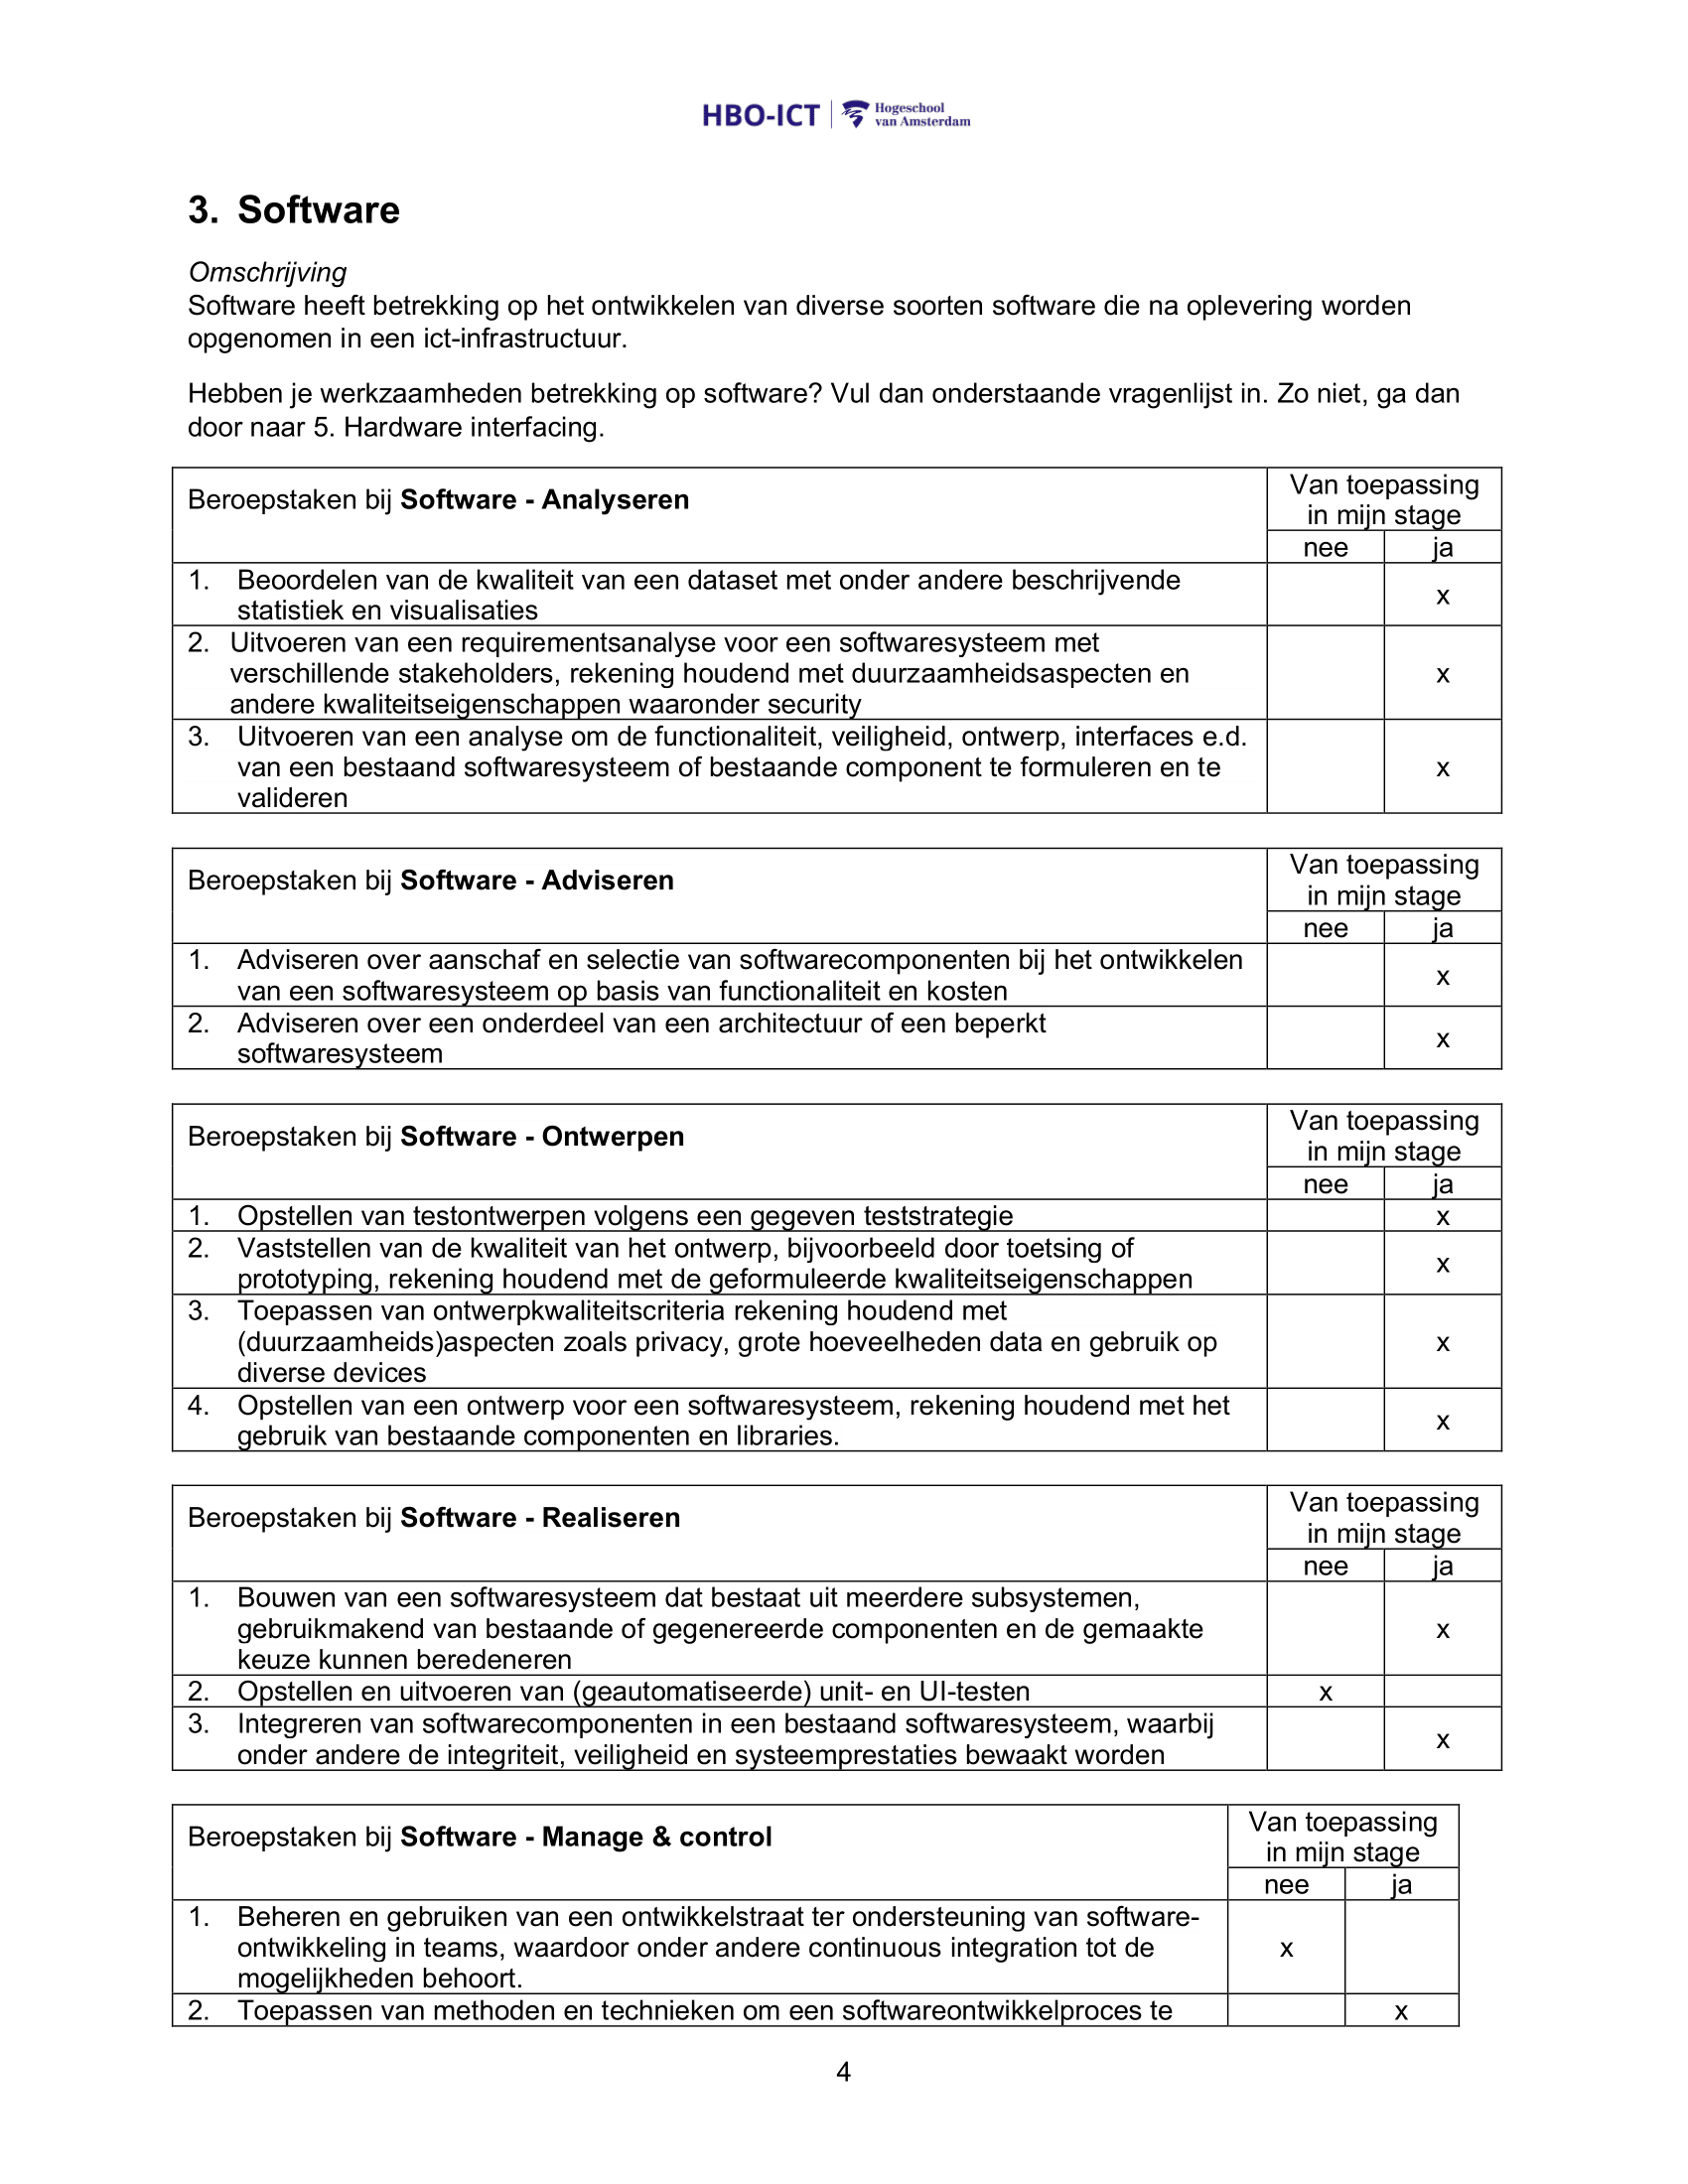 HBO-ICT | Hogeschool
van Amsterdam
3. Software
Omschrijving
Software heeft betrekking op het ontwikkelen van diverse soorten software die na oplevering worden
opgenomen in een ict-infrastructuur.
Hebben je werkzaamheden betrekking op software? Vul dan onderstaande vragenlijst in. Zo niet, ga dan
door naar 5. Hardware interfacing.
Beroepstaken bij Software - Analyseren
Van toepassing
in mijn stage
nee ja
1. Beoordelen van de kwaliteit van een dataset met onder andere beschrijvende
statistiek en visualisaties
x
2. Uitvoeren van een requirementsanalyse voor een softwaresysteem met
verschillende stakeholders, rekening houdend met duurzaamheidsaspecten en
andere kwaliteitseigenschappen waaronder security
x
3. Uitvoeren van een analyse om de functionaliteit, veiligheid, ontwerp, interfaces e.d.
van een bestaand softwaresysteem of bestaande component te formuleren en te
valideren
x
Beroepstaken bij Software - Adviseren
Van toepassing
in mijn stage
nee ja
1. Adviseren over aanschaf en selectie van softwarecomponenten bij het ontwikkelen
van een softwaresysteem op basis van functionaliteit en kosten
x
2. Adviseren over een onderdeel van een architectuur of een beperkt
softwaresysteem
x
Beroepstaken bij Software - Ontwerpen
Van toepassing
in mijn stage
nee ja
1. Opstellen van testontwerpen volgens een gegeven teststrategie x
2. Vaststellen van de kwaliteit van het ontwerp, bijvoorbeeld door toetsing of
prototyping, rekening houdend met de geformuleerde kwaliteitseigenschappen
x
3. Toepassen van ontwerpkwaliteitscriteria rekening houdend met
(duurzaamheids)aspecten zoals privacy, grote hoeveelheden data en gebruik op
diverse devices
x
4. Opstellen van een ontwerp voor een softwaresysteem, rekening houdend met het
gebruik van bestaande componenten en libraries.
x
Beroepstaken bij Software - Realiseren
Van toepassing
in mijn stage
nee ja
1. Bouwen van een softwaresysteem dat bestaat uit meerdere subsystemen,
gebruikmakend van bestaande of gegenereerde componenten en de gemaakte
keuze kunnen beredeneren
x
2. Opstellen en uitvoeren van (geautomatiseerde) unit- en UI-testen x
3. Integreren van softwarecomponenten in een bestaand softwaresysteem, waarbij
onder andere de integriteit, veiligheid en systeemprestaties bewaakt worden
x
Beroepstaken bij Software - Manage & control
Van toepassing
in mijn stage
nee ja
1. Beheren en gebruiken van een ontwikkelstraat ter ondersteuning van software-
ontwikkeling in teams, waardoor onder andere continuous integration tot de
mogelijkheden behoort.
x
2. Toepassen van methoden en technieken om een softwareontwikkelproces te x
4